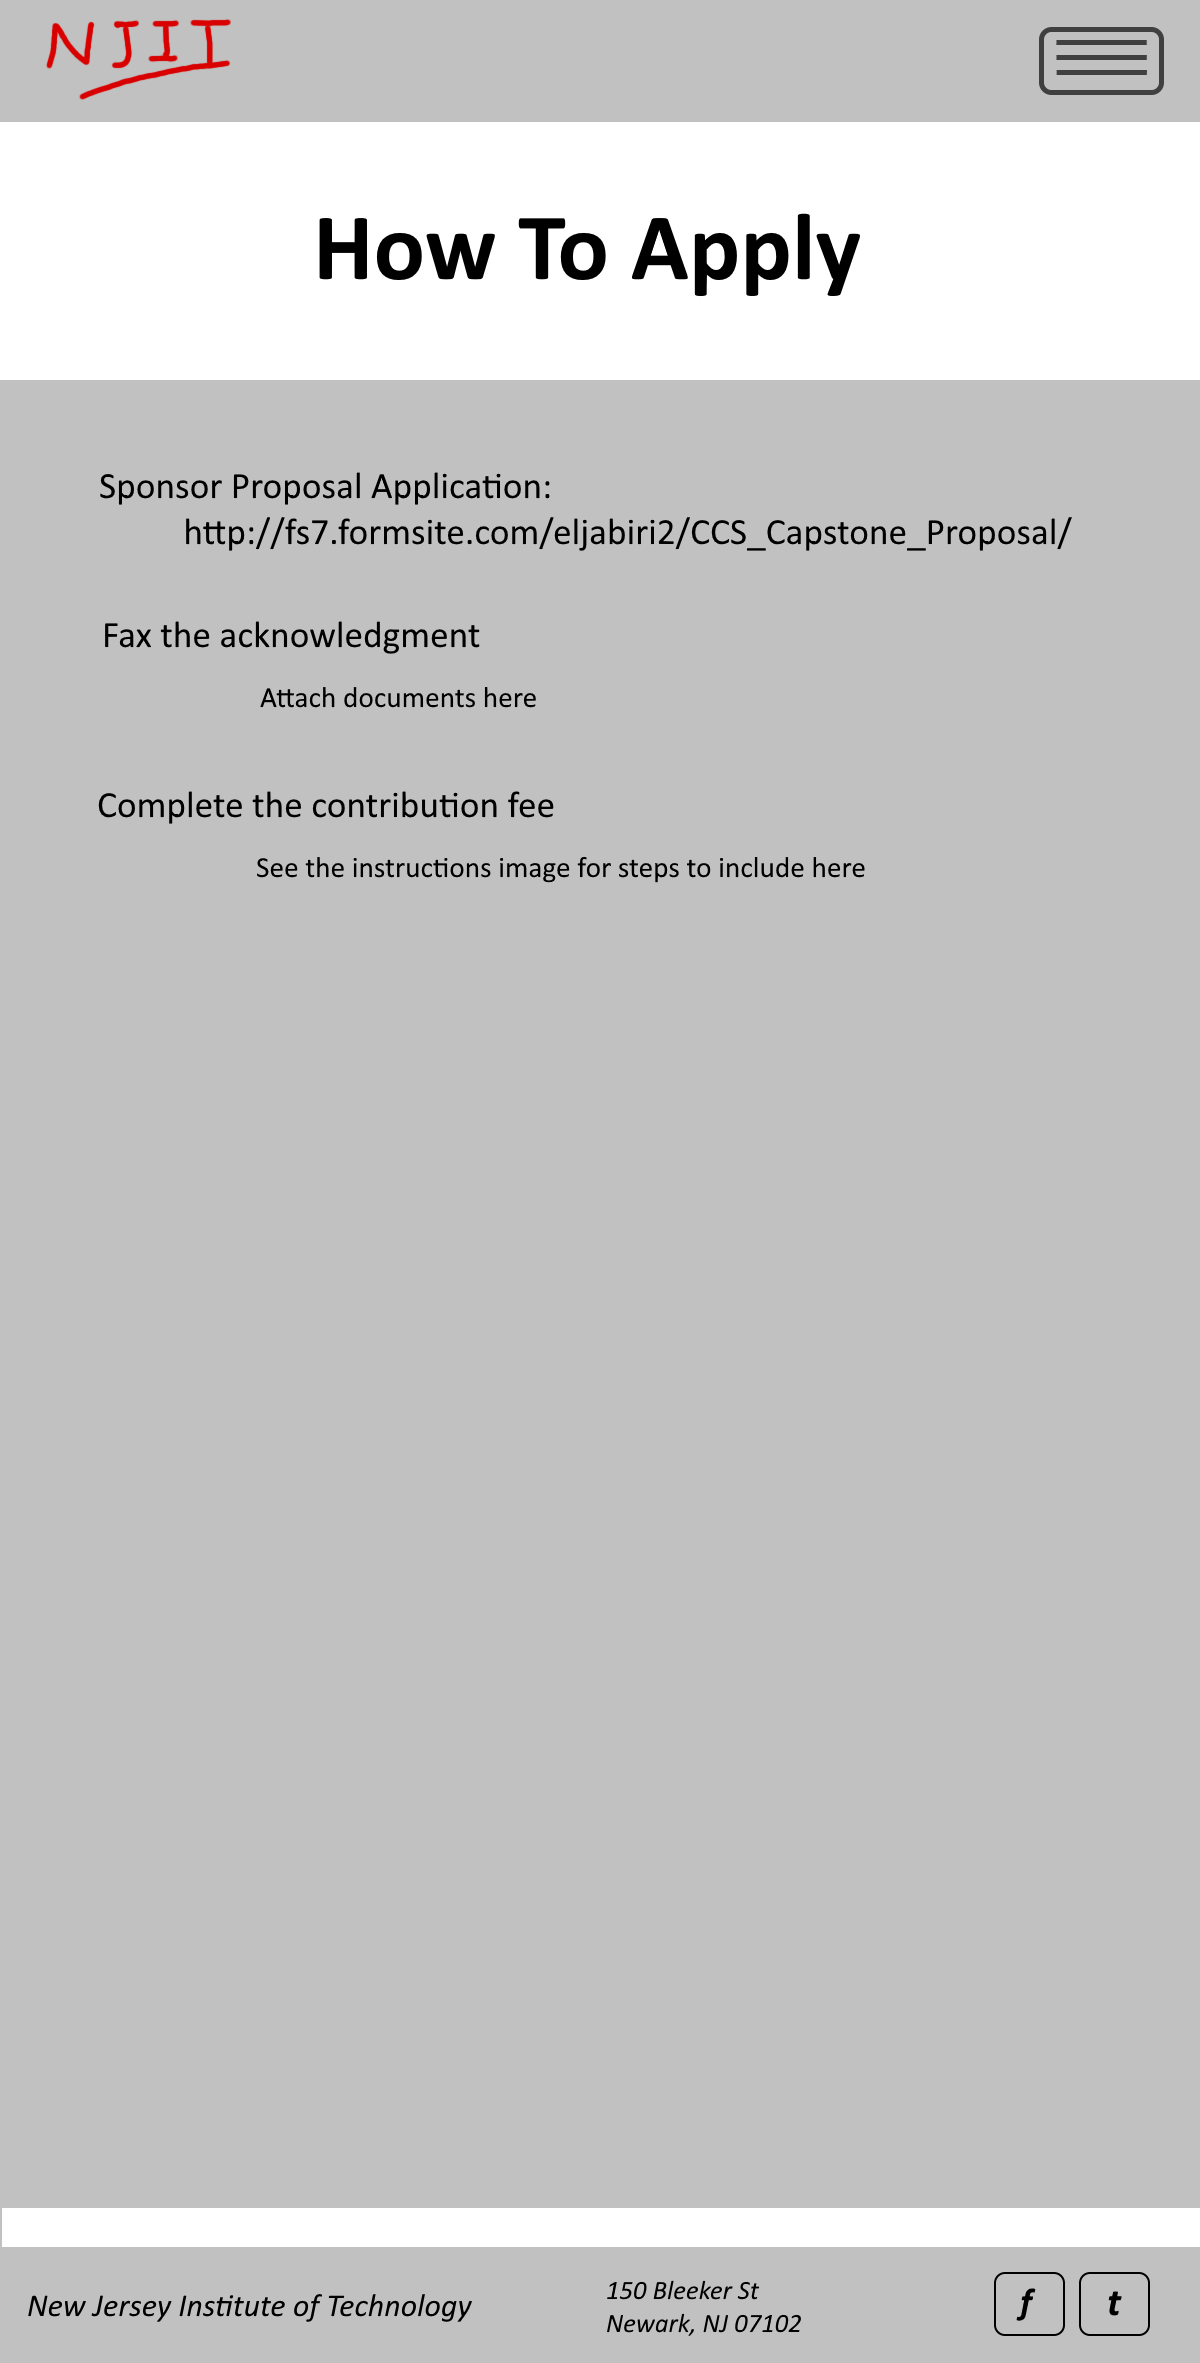 NJIT
How To Apply
Sponsor Proposal Application:
http://fs7.formsite.com/eljabiri2/CCS_Capstone_Proposal/
Fax the acknowledgment
Attach documents here
Complete the contribution fee
See the instructions image for steps to include here
New Jersey Institute of Technology
150 Bleeker St
Newark, NJ 07102
f t